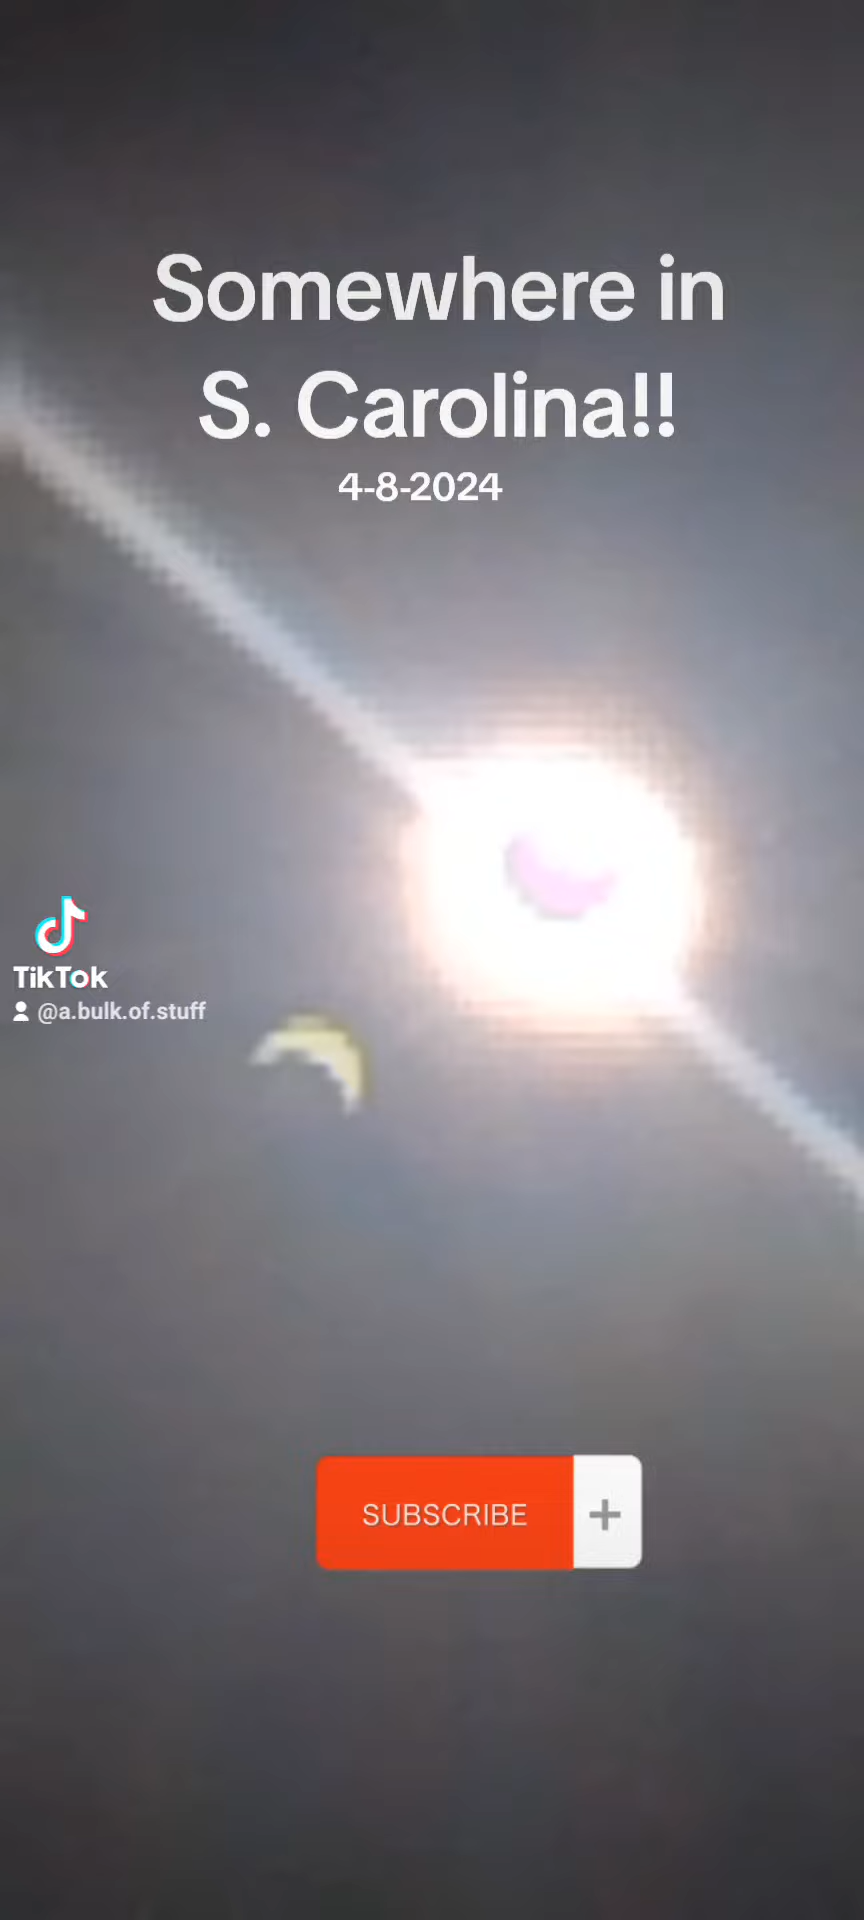 Somewhere in
S. Carolina!!
4-8-2024
TikTok
@a.bulk.of.stuff
SUBSCRIBE